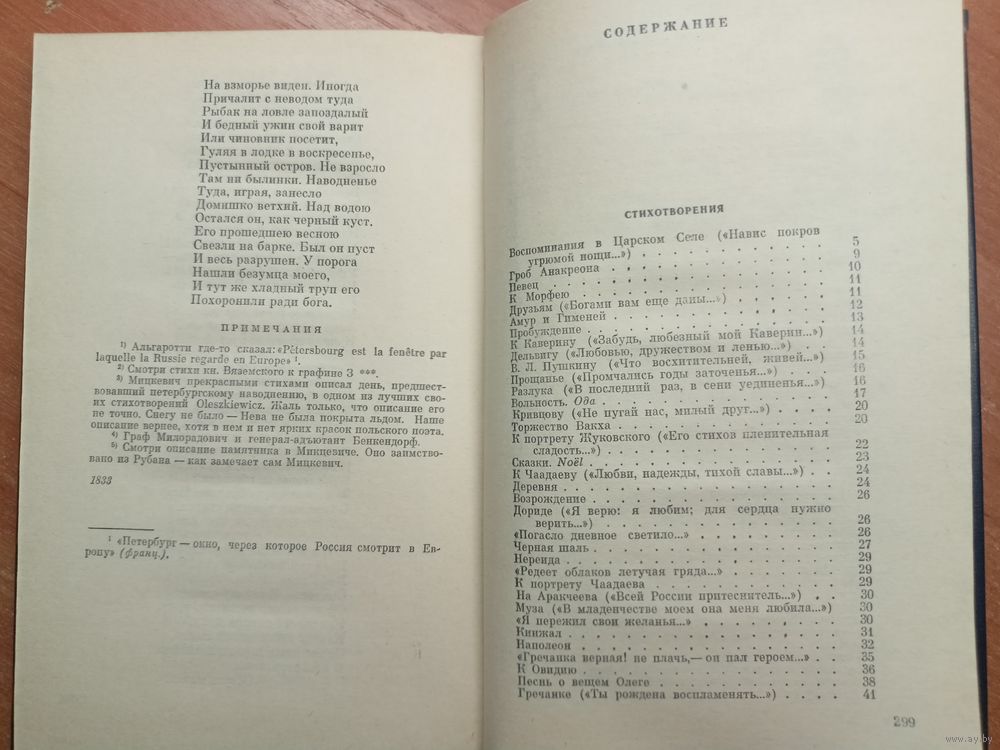 На взморье виден. Иногда
Причалит с неводом туда
Рыбак на ловле запоздалый
И бедный ужин свой варит
Или чиновник посетит,
Гуляя в лодке в воскресенье,
Пустынный остров. Не взросло
Там ни былинки. Наводненье
Туда, играя, занесло
Домишко ветхий. Над водою
Остался он, как черный куст.
Его прошедшею весною
Свезли на барке. Был он пуст
И весь разрушен. У порога
Нашли безумца моего,
И тут же хладный труп его
Похоронили ради бога.
ПРИМЕЧАНИЯ
1) Альгаротти где-то сказал: «Pétersbourg est la fenêtre par
laquelle la Russie regarde en Europe» 1.
2) Смотри стихи кн. Вяземского к графине З ***.
3) Мицкевич прекрасными стихами описал день, предшест-
вовавший петербургскому наводнению, в одном из лучших сво-
их стихотворений Oleszkiewicz. Жаль только, что описание его
не точно. Снегу не было — Нева не была покрыта льдом. Наше
описание вернее, хотя в нем и нет ярких красок польского поэта.
4) Граф Милорадович и генерал-адъютант Бенкендорф.
5) Смотри описание памятника в Мицкевиче. Оно заимство-
вано из Рубана — как замечает сам Мицкевич.
1833
1 «Петербург — окно, через которое Россия смотрит в Ев-
ропу» (франц.).
СОДЕРЖАНИЕ
СТИХОТВОРЕНИЯ
Воспоминания в Царском Селе («Навис покров
угрюмой нощи...») . . . . . . . . . . 5
Гроб Анакреона . . . . . . . . . . . 9
Певец . . . . . . . . . . . . . . 10
К Морфею . . . . . . . . . . . . . 11
Друзьям («Богами вам еще даны...») . . . . . 11
Амур и Гименей . . . . . . . . . . . 12
Пробуждение . . . . . . . . . . . . 13
К Каверину («Забудь, любезный мой Каверин...») 14
Дельвигу («Любовью, дружеством и ленью...») . . 14
В. Л. Пушкину («Что восхитительней, живей...») 15
Прощанье («Промчались годы заточенья...») . . 16
Разлука («В последний раз, в сени уединенья...») 16
Вольность. Ода . . . . . . . . . . . 17
Кривцову («Не пугай нас, милый друг...») . . . 20
Торжество Вакха . . . . . . . . . . . 20
К портрету Жуковского («Его стихов пленительная
сладость...») . . . . . . . . . . . 22
Сказки. Noël . . . . . . . . . . . . 23
К Чаадаеву («Любви, надежды, тихой славы...») . 24
Деревня . . . . . . . . . . . . . 24
Возрождение . . . . . . . . . . . . 26
Дориде («Я верю: я любим; для сердца нужно
верить...») . . . . . . . . . . . . 26
«Погасло дневное светило...» . . . . . . . 26
Черная шаль . . . . . . . . . . . . 27
Нереида . . . . . . . . . . . . . 29
«Редеет облаков летучая гряда...» . . . . . . 29
К портрету Чаадаева . . . . . . . . . . 29
На Аракчеева («Всей России притеснитель...») . . 30
Муза («В младенчестве моем она меня любила...») 30
«Я пережил свои желанья...» . . . . . . . 30
Кинжал . . . . . . . . . . . . . 31
Наполеон . . . . . . . . . . . . . 32
«Гречанка верная! не плачь,— он пал героем...» . . 35
К Овидию . . . . . . . . . . . . . 36
Песнь о вещем Олеге . . . . . . . . . . 38
Гречанке («Ты рождена воспламенять...») . . . . 41
299
www.ay.by